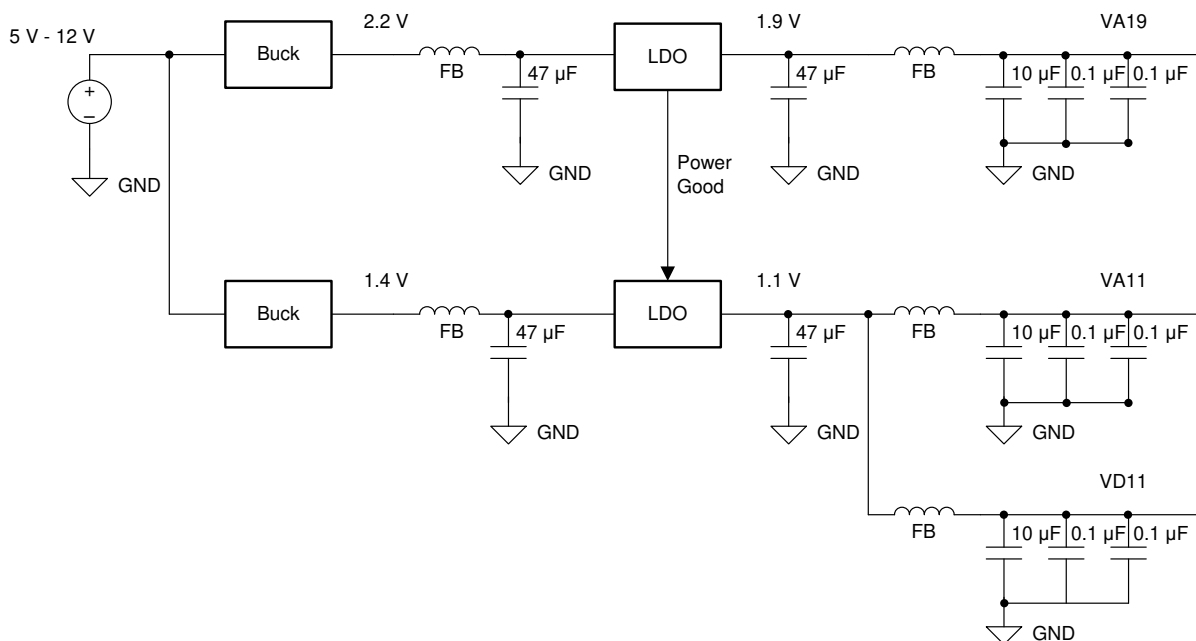 5 V - 12 V
Buck
2.2 V
FB
47 µF
GND
LDO
1.9 V
47 µF
GND
FB
VA19
10 µF 0.1 µF 0.1 µF
GND
+
−
GND
Power
Good
Buck
1.4 V
FB
47 µF
GND
LDO
1.1 V
47 µF
GND
FB
VA11
10 µF 0.1 µF 0.1 µF
GND
VD11
FB
10 µF 0.1 µF 0.1 µF
GND